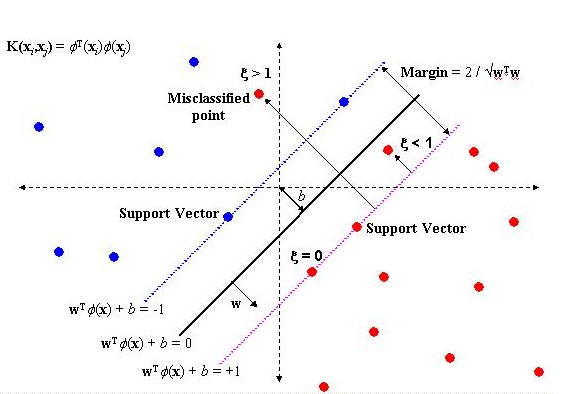 K(xᵢ,xⱼ) = ϕᵀ(xᵢ)ϕ(xⱼ)
ξ > 1
Margin = 2 / √wᵀw
Misclassified
point
ξ < 1
b
Support Vector
Support Vector
ξ = 0
w
wᵀϕ(x) + b = -1
wᵀϕ(x) + b = 0
wᵀϕ(x) + b = +1